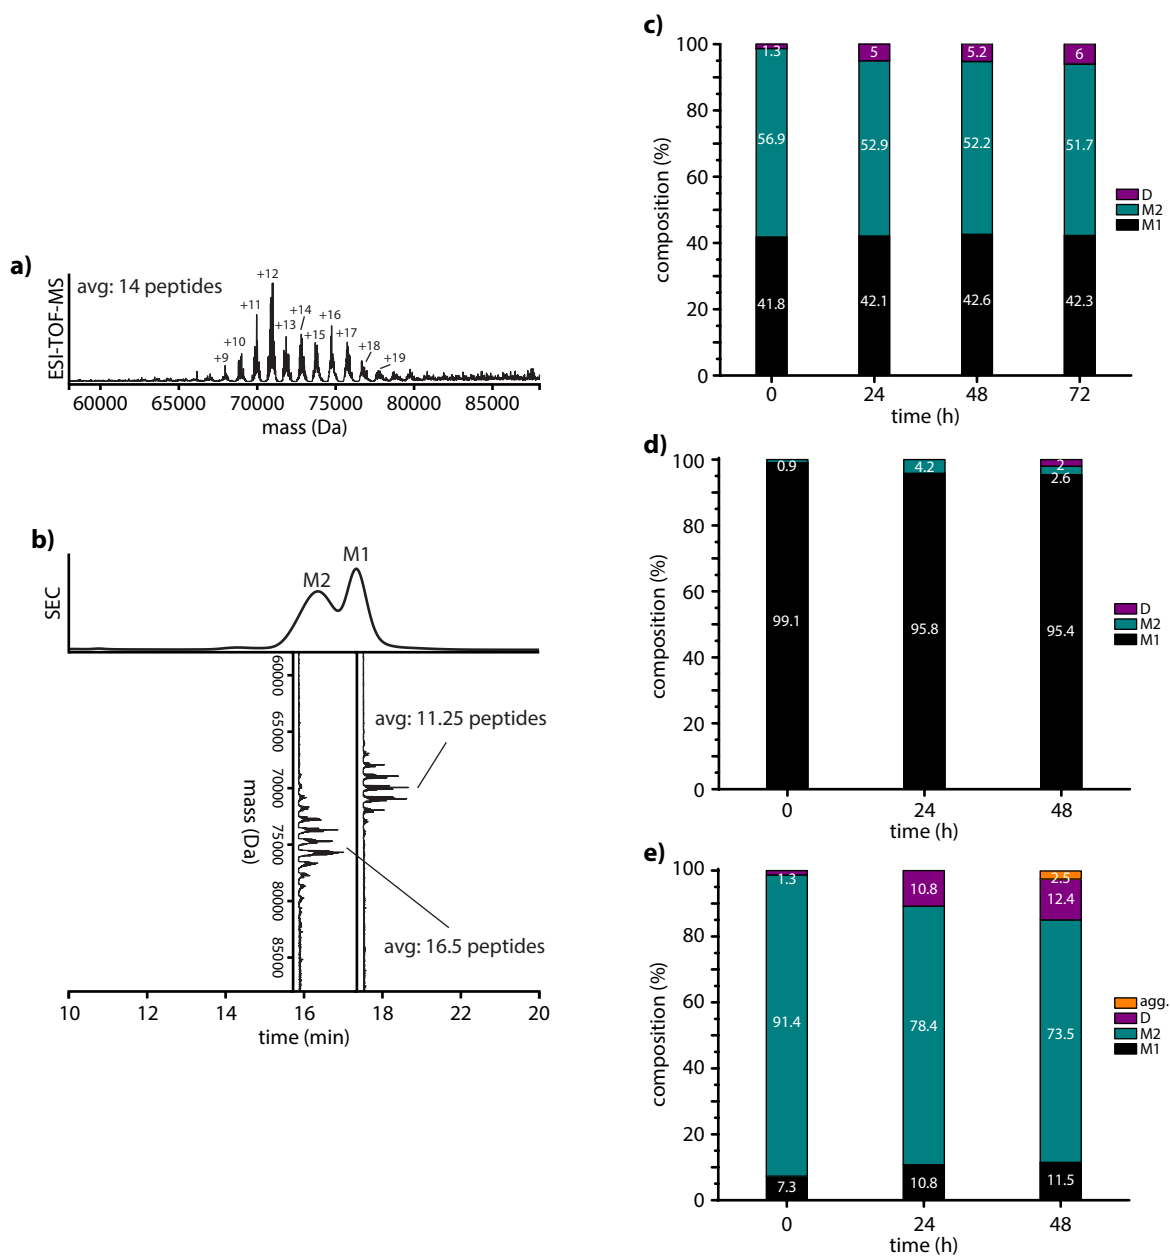 a)
ESI-TOF-MS
avg: 14 peptides
+9
+10
+11
+12
+13
+14
+15
+16
+17
+18
+19
60000 65000 70000 75000 80000 85000
mass (Da)
b)
SEC
M2
M1
60000 65000 70000 75000 80000 85000
mass (Da)
avg: 11.25 peptides
avg: 16.5 peptides
10 12 14 16 18 22 20
time (min)
c)
composition (%)
100
80
60
40
20
0
1.3 5 5.2 6
56.9 52.9 52.2 51.7
41.8 42.1 42.6 42.3
0 24 48 72
time (h)
D
M2
M1
d)
composition (%)
100
80
60
40
20
0
0.9 4.2 2
2.6
99.1 95.8 95.4
0 24 48
time (h)
D
M2
M1
e)
composition (%)
100
80
60
40
20
0
1.3 10.8 2.5
12.4
91.4 78.4 73.5
7.3 10.8 11.5
0 24 48
time (h)
agg.
D
M2
M1